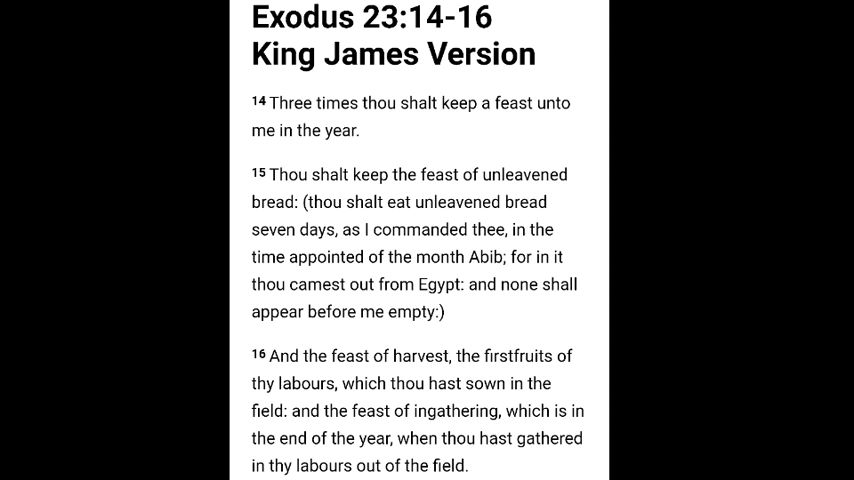 Exodus 23:14-16
King James Version
14 Three times thou shalt keep a feast unto
me in the year.
15 Thou shalt keep the feast of unleavened
bread: (thou shalt eat unleavened bread
seven days, as I commanded thee, in the
time appointed of the month Abib; for in it
thou camest out from Egypt: and none shall
appear before me empty:)
16 And the feast of harvest, the firstfruits of
thy labours, which thou hast sown in the
field: and the feast of ingathering, which is in
the end of the year, when thou hast gathered
in thy labours out of the field.